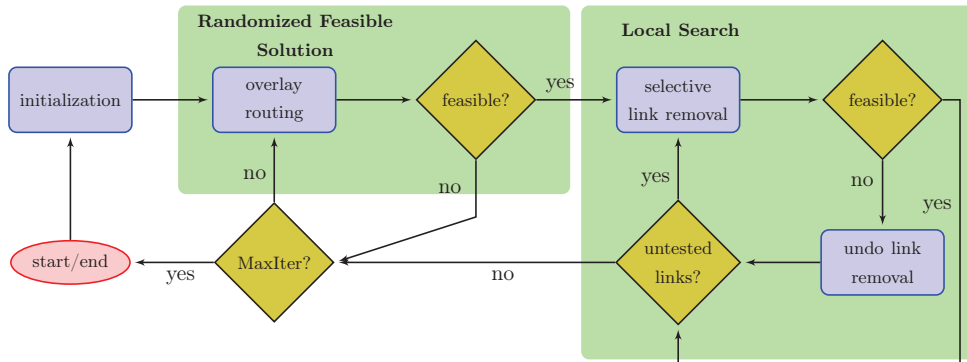 Randomized Feasible
Solution
Local Search
initialization
overlay
routing
feasible?
yes
selective
link removal
feasible?
no
no
yes
no
yes
start/end
yes
MaxIter?
no
untested
links?
undo link
removal